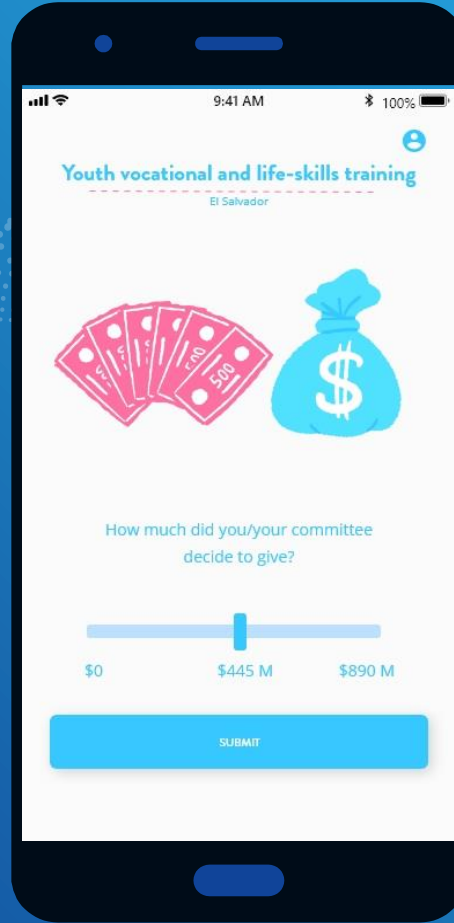 9:41 AM
100%
Youth vocational and life-skills training
El Salvador
500
500
$
How much did you/your committee
decide to give?
$0
$445 M
$890 M
SUBMIT